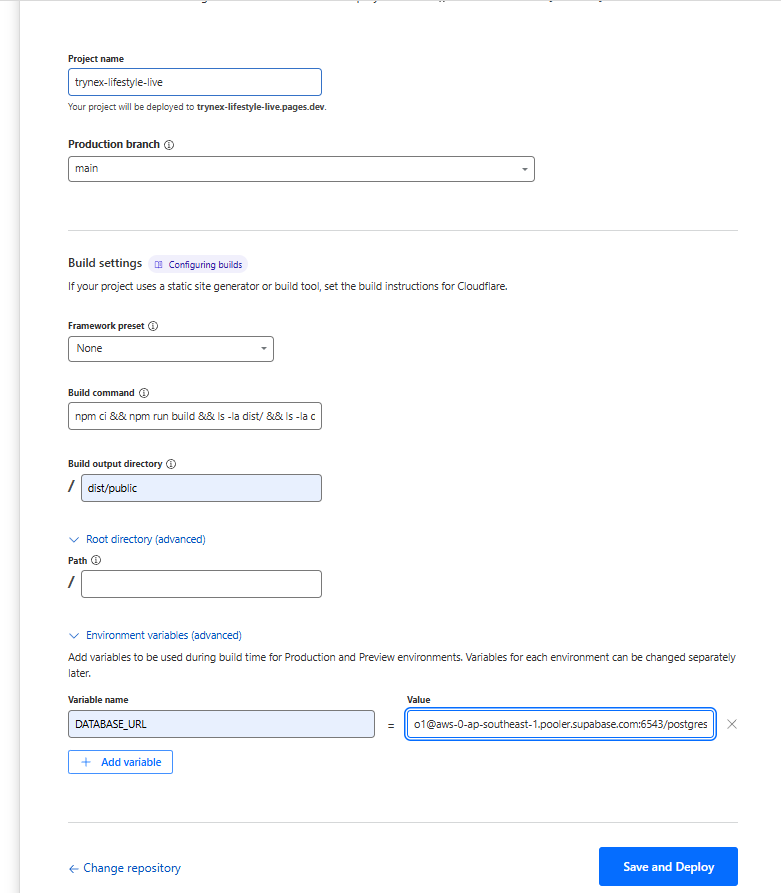 Project name
trynex-lifestyle-live
Your project will be deployed to trynex-lifestyle-live.pages.dev.
Production branch
main
Build settings Configuring builds
If your project uses a static site generator or build tool, set the build instructions for Cloudflare.
Framework preset
None
Build command
npm ci && npm run build && ls -la dist/ && ls -la c
Build output directory
/ dist/public
Root directory (advanced)
Path
/
Environment variables (advanced)
Add variables to be used during build time for Production and Preview environments. Variables for each environment can be changed separately
later.
Variable name Value
DATABASE_URL = o1@aws-0-ap-southeast-1.pooler.supabase.com:6543/postgres
+ Add variable
← Change repository Save and Deploy